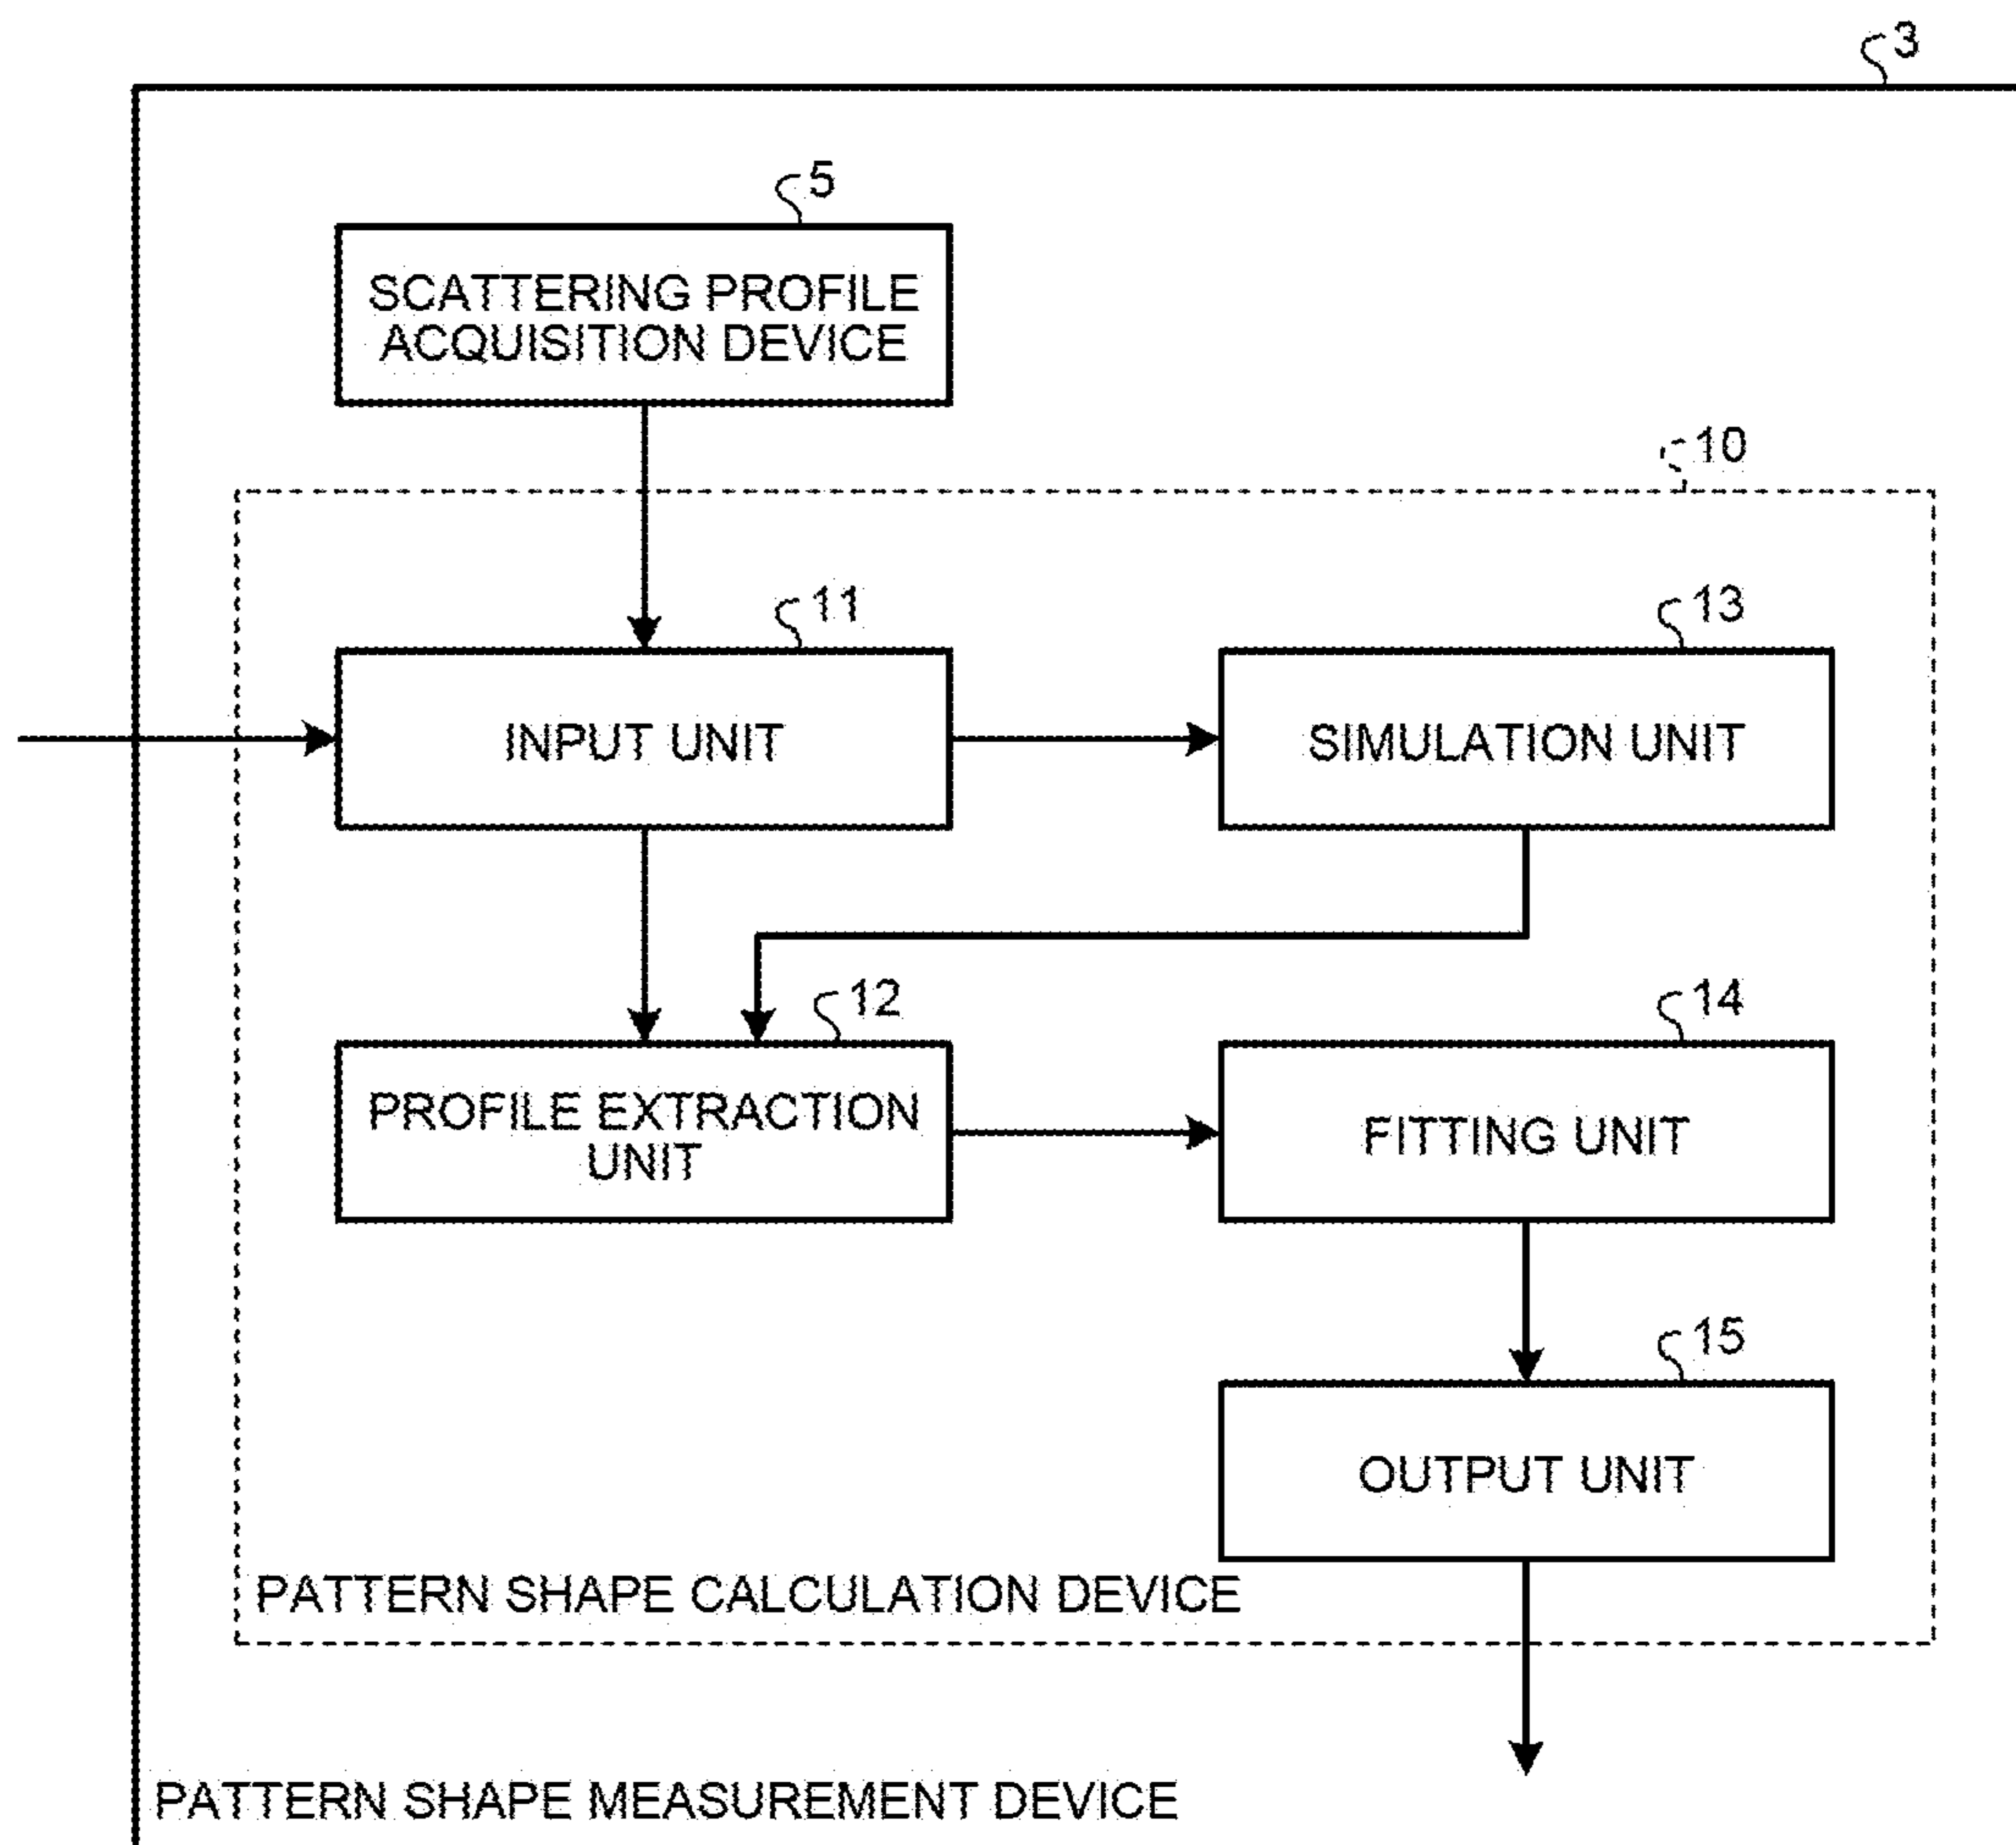 3
5
SCATTERING PROFILE
ACQUISITION DEVICE
10
11
13
INPUT UNIT
SIMULATION UNIT
12
14
PROFILE EXTRACTION
UNIT
FITTING UNIT
15
OUTPUT UNIT
PATTERN SHAPE CALCULATION DEVICE
PATTERN SHAPE MEASUREMENT DEVICE